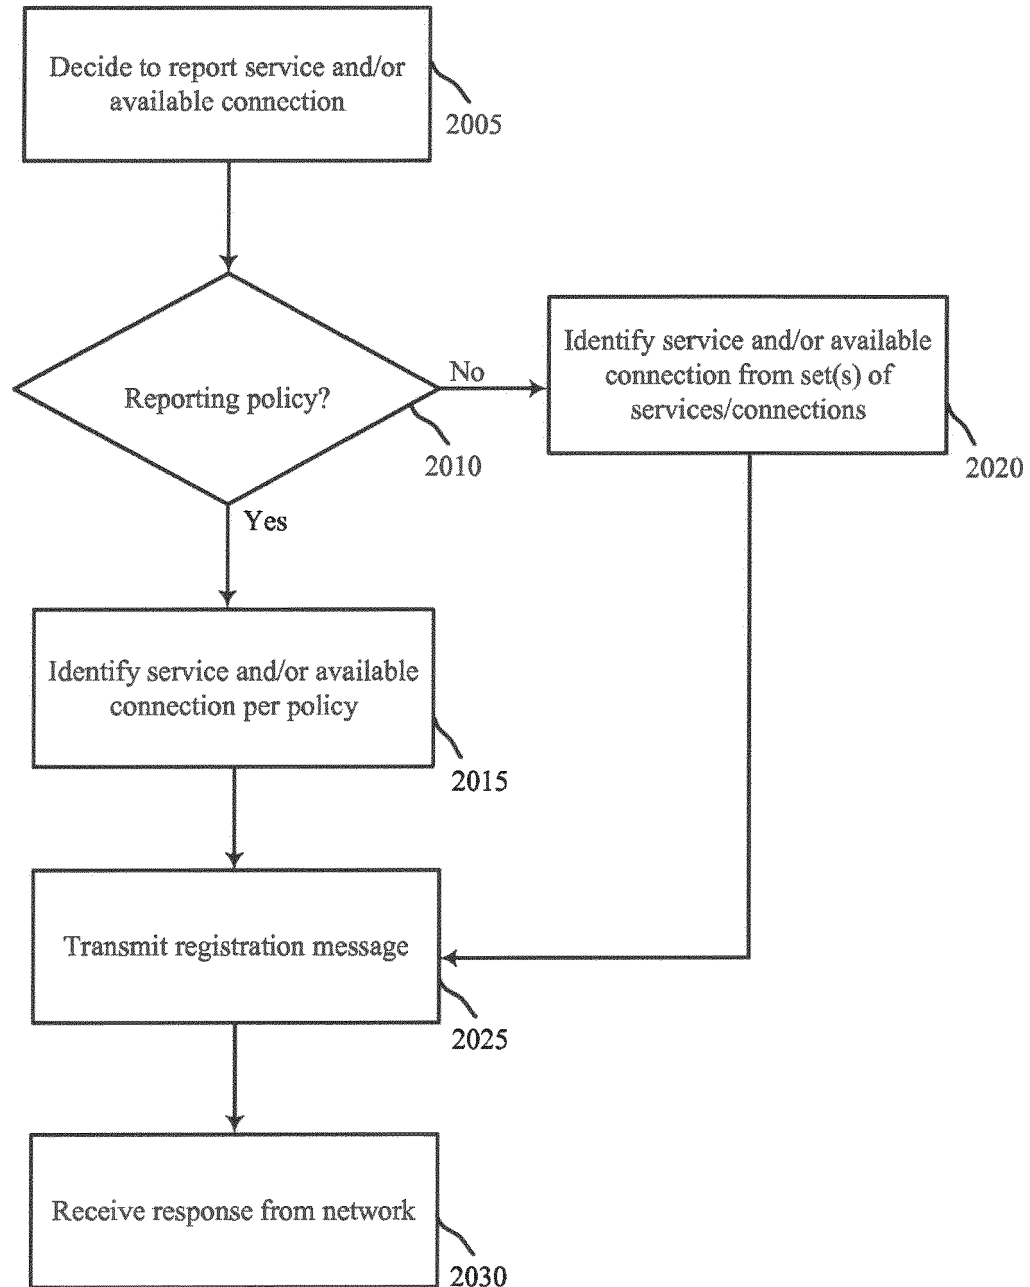 Decide to report service and/or
available connection
2005
Reporting policy?
No
2010
Yes
Identify service and/or available
connection from set(s) of
services/connections
2020
Identify service and/or available
connection per policy
2015
Transmit registration message
2025
Receive response from network
2030